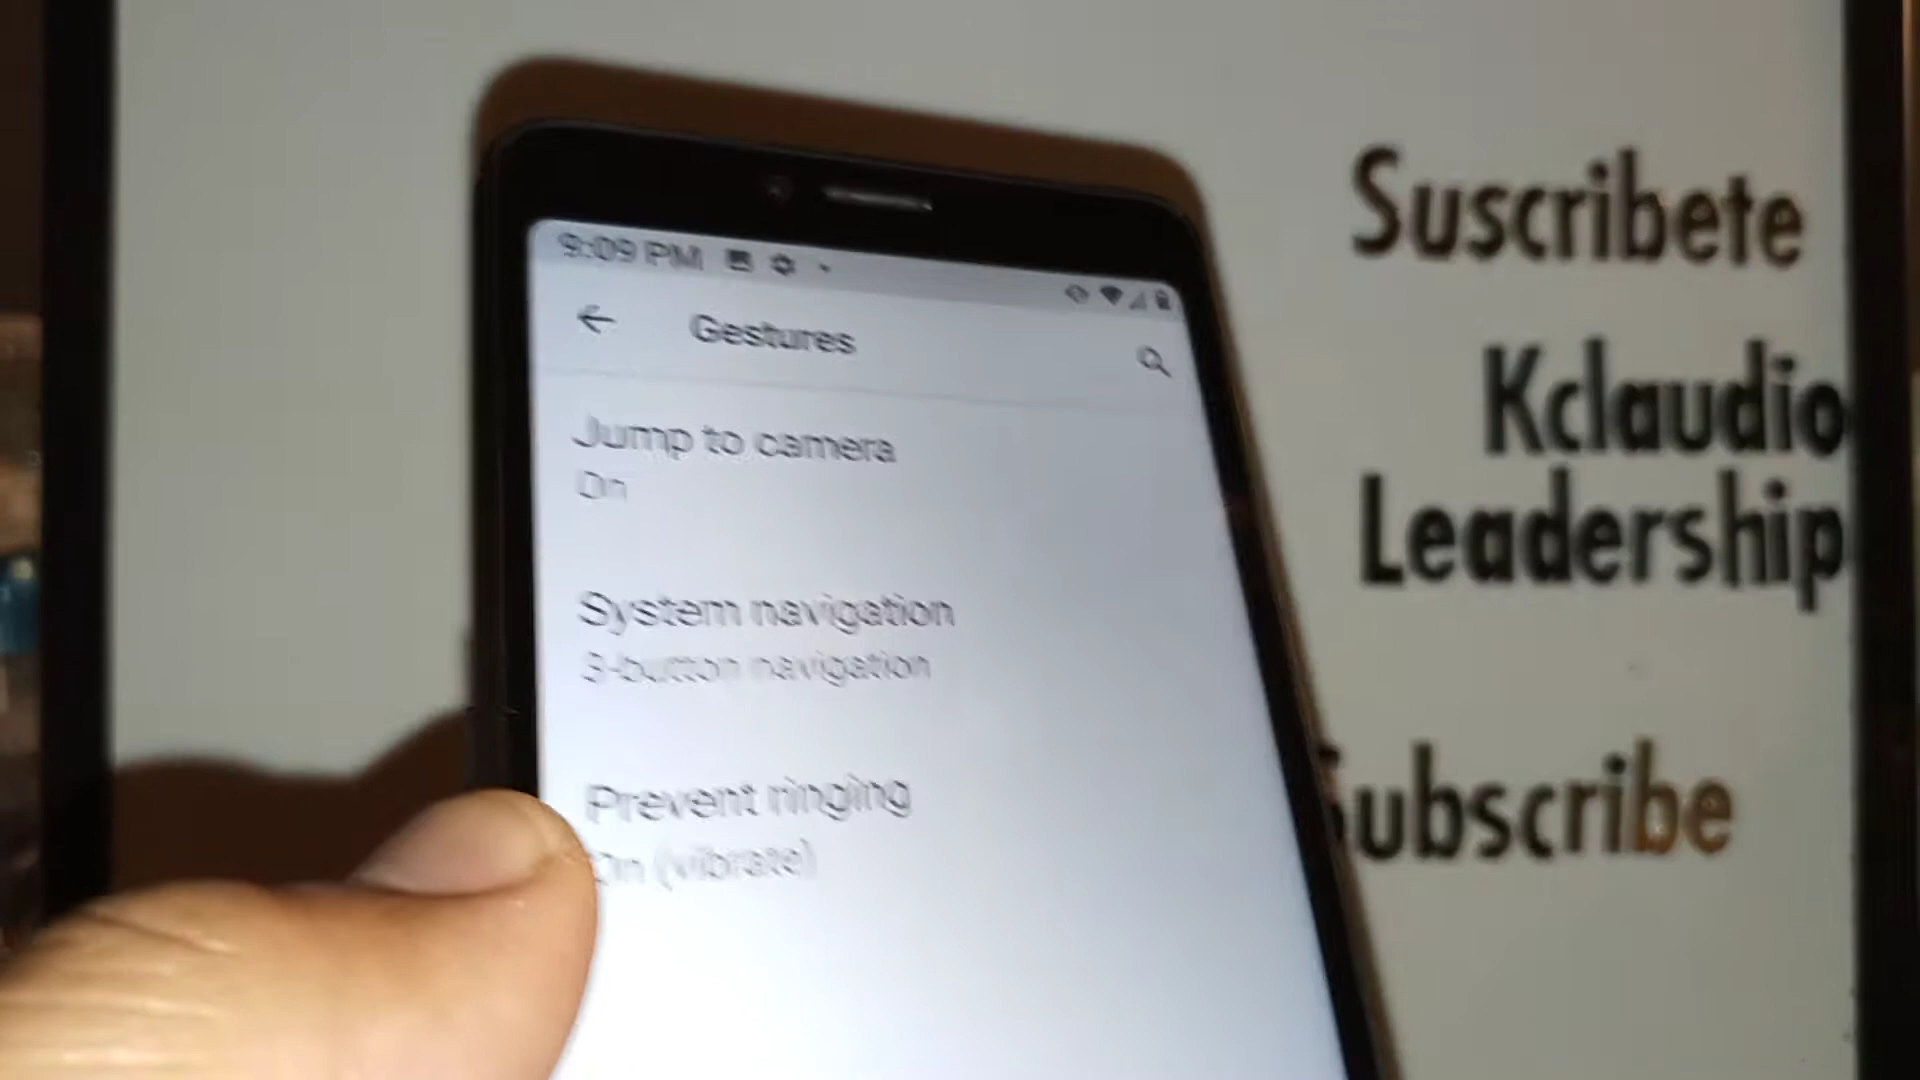 9:09 PM
Gestures
Jump to camera
On
System navigation
3-button navigation
Prevent ringing
On (vibrate)
Suscribete
Kclaudio
Leadership
Subscribe